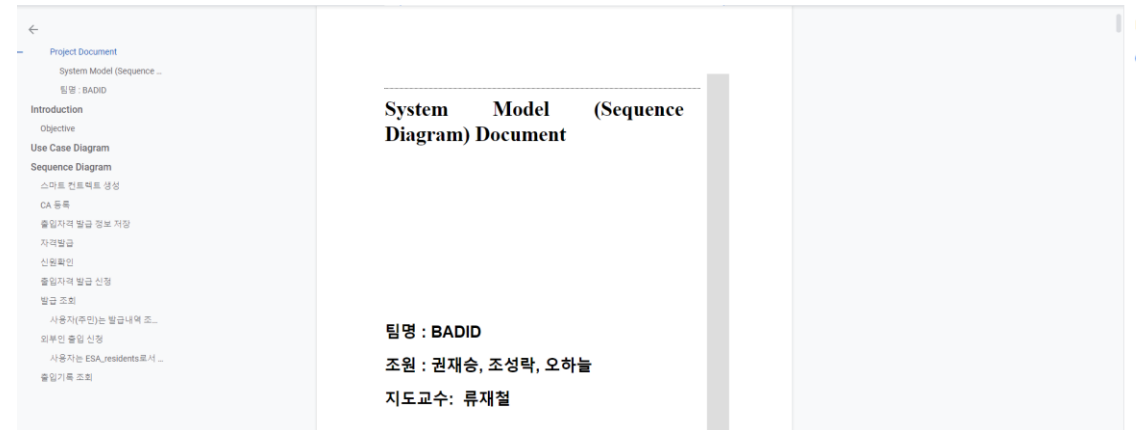 Project Document
System Model (Sequence ...
팀명 : BADID
Introduction
Objective
Use Case Diagram
Sequence Diagram
스마트 컨트랙트 생성
CA 등록
출입자격 발급 정보 저장
자격발급
신원확인
출입자격 발급 신청
발급 조회
사용자(주민)는 발급내역 조...
외부인 출입 신청
사용자는 ESA_residents로서 ...
출입기록 조회
System Model (Sequence
Diagram) Document
팀명 : BADID
조원 : 권재승, 조성락, 오하늘
지도교수: 류재철